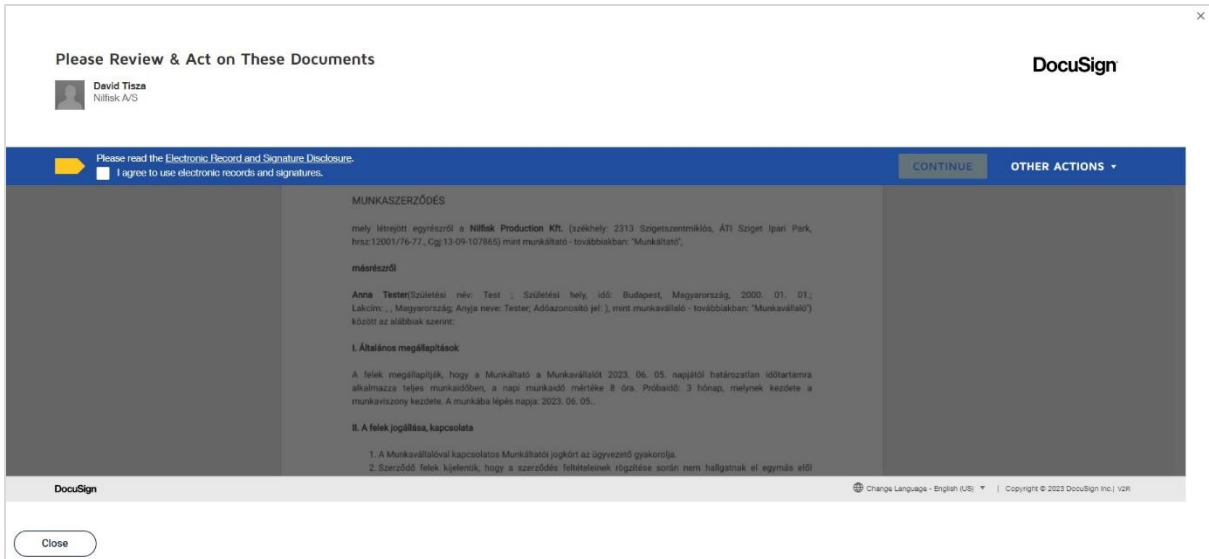 Please Review & Act on These Documents
DocuSign
David Tisza
Nilfisk A/S
Please read the Electronic Record and Signature Disclosure.
I agree to use electronic records and signatures.
CONTINUE
OTHER ACTIONS
MUNKASZERZŐDÉS
mely létrejött egyrészről a Nilfisk Production Kft. (székhely: 2313 Szigetszentmiklós, ÁTI Sziget Ipari Park,
hrsz:12001/76-77., Cgj:13-09-107865) mint munkáltató - továbbiakban: "Munkáltató",
másrészről
Anna Tester(Születési név: Test ; Születési hely, idő: Budapest, Magyarország, 2000. 01. 01.;
Lakcím: , , Magyarország; Anyja neve: Tester; Adóazonosító jel: ), mint munkavállaló - továbbiakban: "Munkavállaló")
között az alábbiak szerint:
I. Általános megállapítások
A felek megállapítják, hogy a Munkáltató a Munkavállalót 2023. 06. 05. napjától határozatlan időtartamra
alkalmazza teljes munkaidőben, a napi munkaidő mértéke 8 óra. Próbaidő: 3 hónap, melynek kezdete a
munkaviszony kezdete. A munkába lépés napja: 2023. 06. 05..
II. A felek jogállása, kapcsolata
1. A Munkavállalóval kapcsolatos Munkáltatói jogkört az ügyvezető gyakorolja.
2. Szerződő felek kijelentik, hogy a szerződés feltételeinek rögzítése során nem hallgatnak el egymás elől
DocuSign
Change Language - English (US) | Copyright © 2023 DocuSign Inc. | V2R
Close